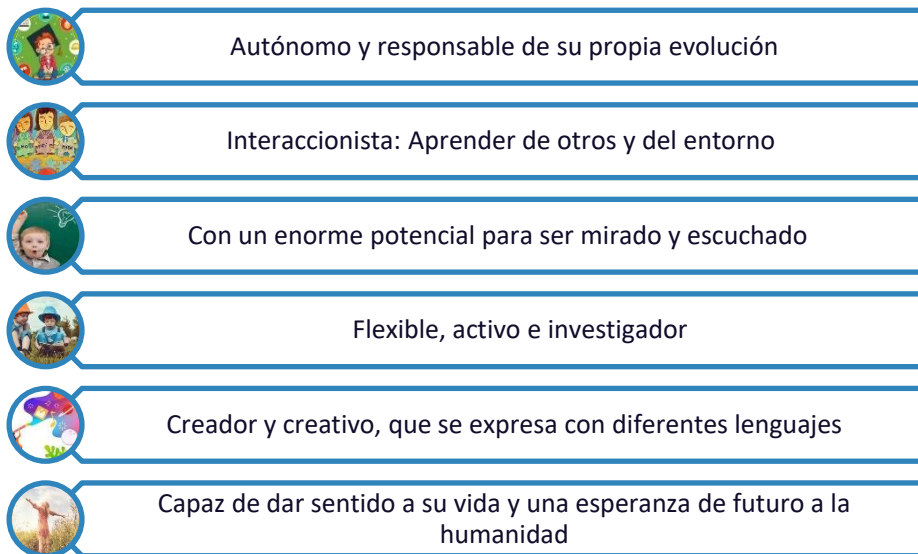 Autónomo y responsable de su propia evolución
Interaccionista: Aprender de otros y del entorno
Con un enorme potencial para ser mirado y escuchado
Flexible, activo e investigador
Creador y creativo, que se expresa con diferentes lenguajes
Capaz de dar sentido a su vida y una esperanza de futuro a la
humanidad